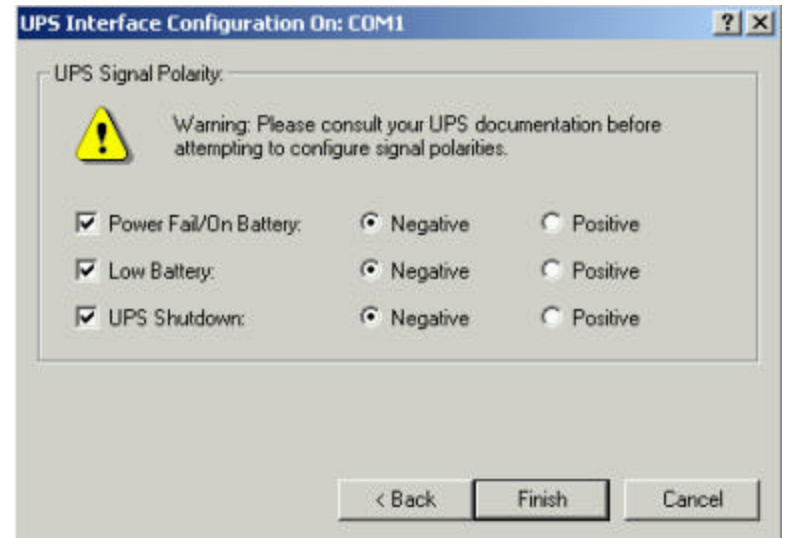 UPS Interface Configuration On: COM1
UPS Signal Polarity:
Warning: Please consult your UPS documentation before
attempting to configure signal polarities.
Power Fail/On Battery: Negative Positive
Low Battery: Negative Positive
UPS Shutdown: Negative Positive
< Back Finish Cancel